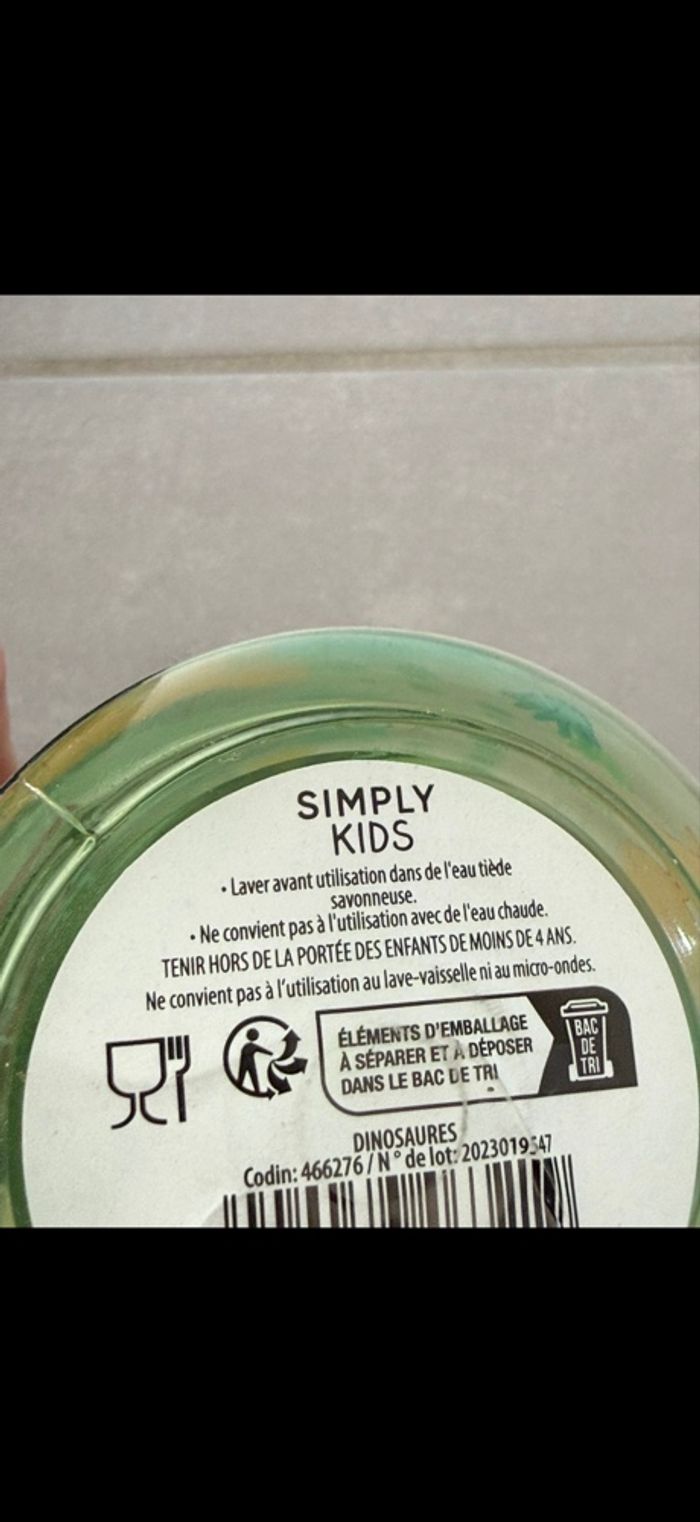 SIMPLY
KIDS
• Laver avant utilisation dans de l'eau tiède
savonneuse.
• Ne convient pas à l'utilisation avec de l'eau chaude.
TENIR HORS DE LA PORTÉE DES ENFANTS DE MOINS DE 4 ANS.
Ne convient pas à l'utilisation au lave-vaisselle ni au micro-ondes.
ÉLÉMENTS D'EMBALLAGE
À SÉPARER ET À DÉPOSER
DANS LE BAC DE TRI
BAC
DE
TRI
DINOSAURES
Codin: 466276 / N° de lot: